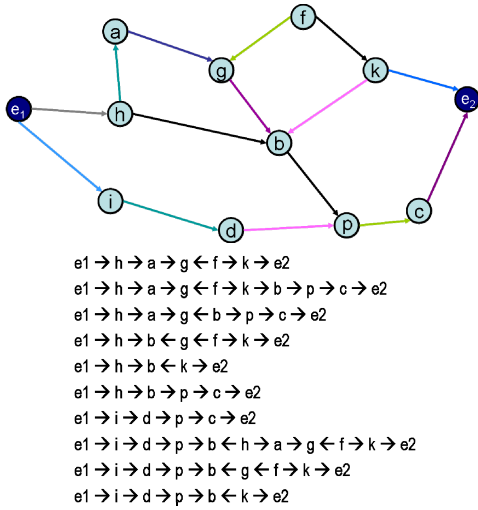 f
a
g
k
e1
e2
h
b
i
c
d
p
e1 → h → a → g ← f → k → e2
e1 → h → a → g ← f → k → b → p → c → e2
e1 → h → a → g ← b → p → c → e2
e1 → h → b ← g ← f → k → e2
e1 → h → b ← k → e2
e1 → h → b → p → c → e2
e1 → i → d → p → c → e2
e1 → i → d → p → b ← h → a → g ← f → k → e2
e1 → i → d → p → b ← g ← f → k → e2
e1 → i → d → p → b ← k → e2